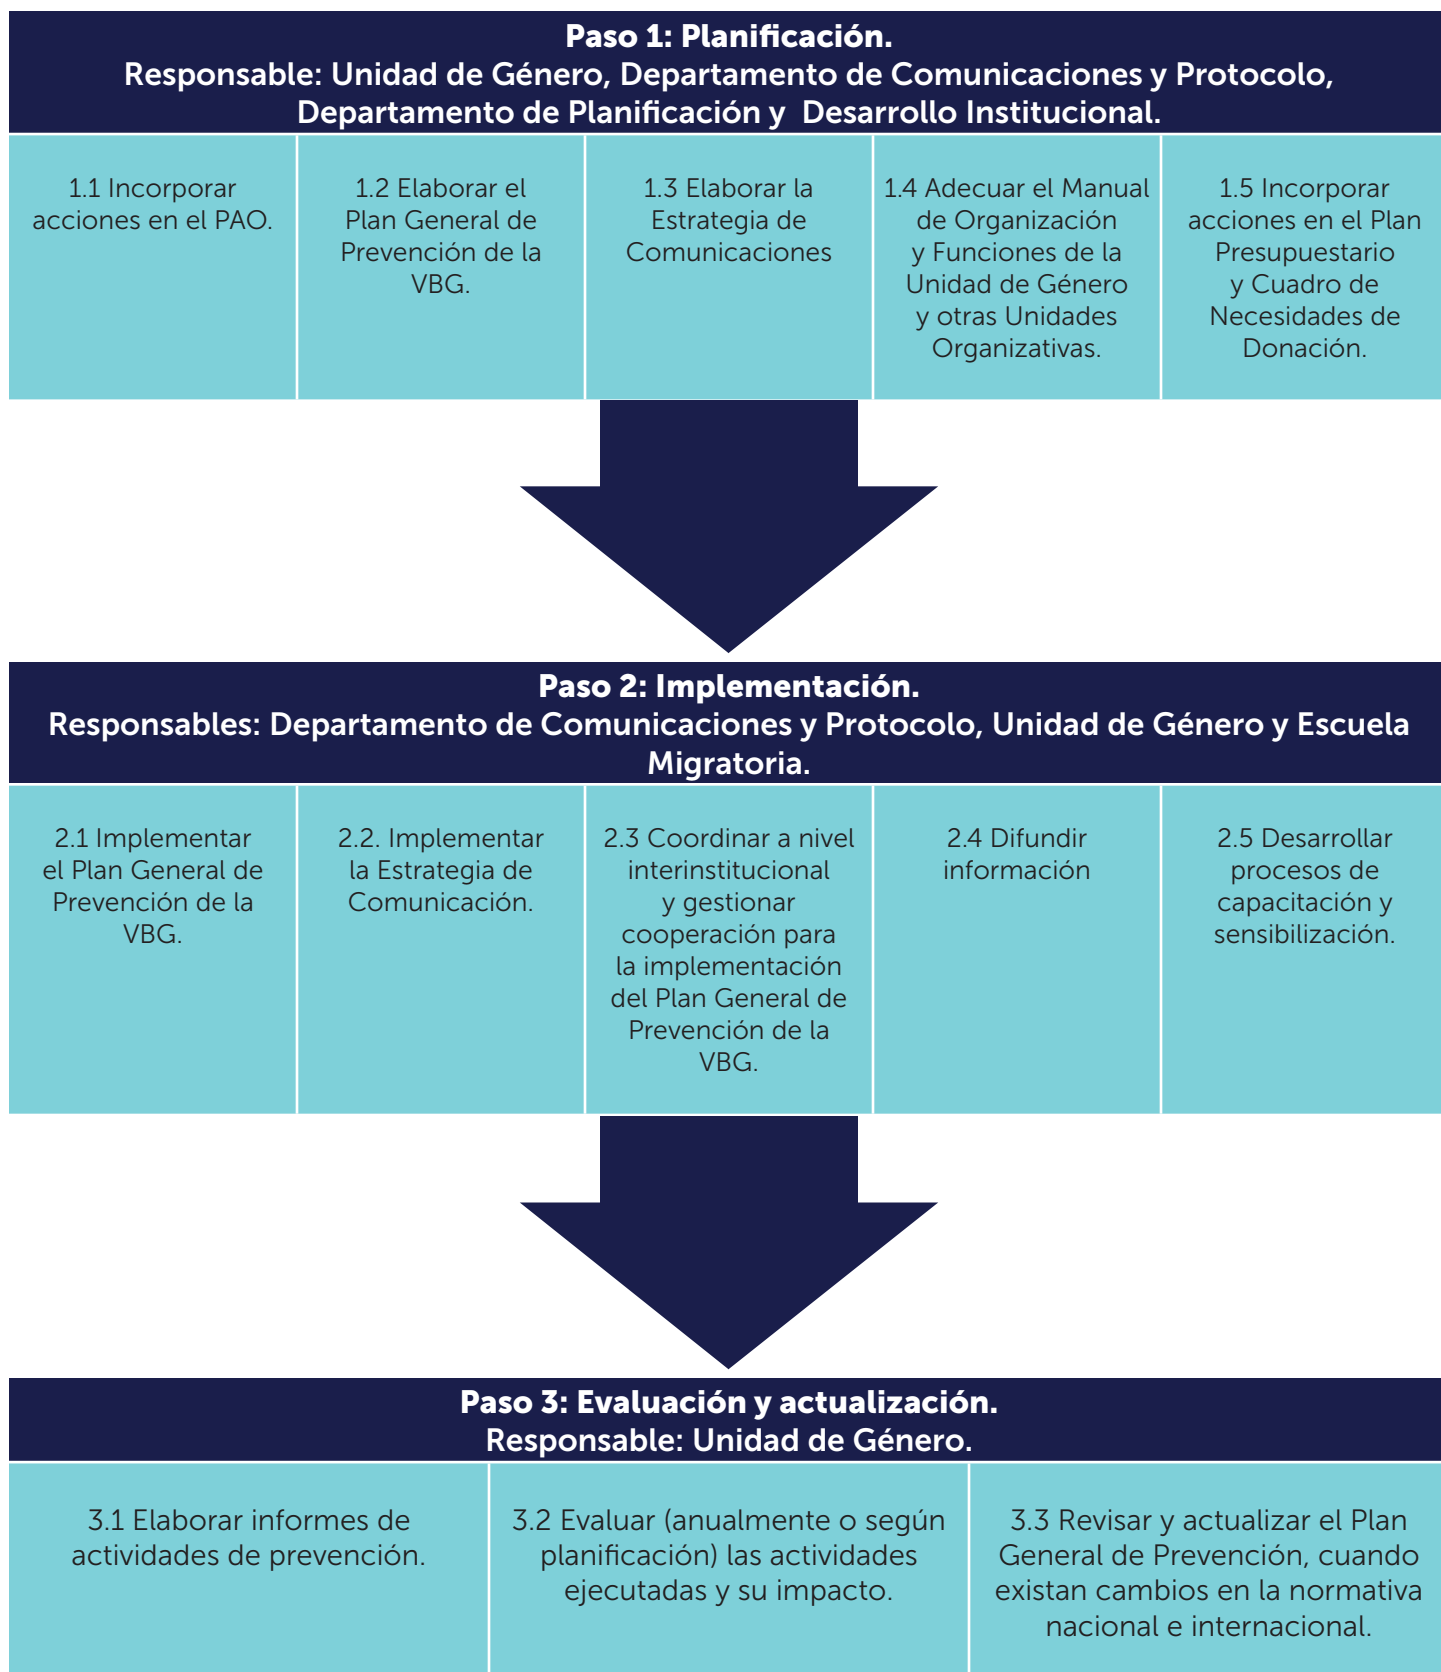 Paso 1: Planificación.
Responsable: Unidad de Género, Departamento de Comunicaciones y Protocolo,
Departamento de Planificación y Desarrollo Institucional.
1.1 Incorporar
acciones en el PAO.
1.2 Elaborar el
Plan General de
Prevención de la
VBG.
1.3 Elaborar la
Estrategia de
Comunicaciones
1.4 Adecuar el Manual
de Organización
y Funciones de la
Unidad de Género
y otras Unidades
Organizativas.
1.5 Incorporar
acciones en el Plan
Presupuestario
y Cuadro de
Necesidades de
Donación.
Paso 2: Implementación.
Responsables: Departamento de Comunicaciones y Protocolo, Unidad de Género y Escuela
Migratoria.
2.1 Implementar
el Plan General de
Prevención de la
VBG.
2.2. Implementar
la Estrategia de
Comunicación.
2.3 Coordinar a nivel
interinstitucional
y gestionar
cooperación para
la implementación
del Plan General de
Prevención de la
VBG.
2.4 Difundir
información
2.5 Desarrollar
procesos de
capacitación y
sensibilización.
Paso 3: Evaluación y actualización.
Responsable: Unidad de Género.
3.1 Elaborar informes de
actividades de prevención.
3.2 Evaluar (anualmente o según
planificación) las actividades
ejecutadas y su impacto.
3.3 Revisar y actualizar el Plan
General de Prevención, cuando
existan cambios en la normativa
nacional e internacional.